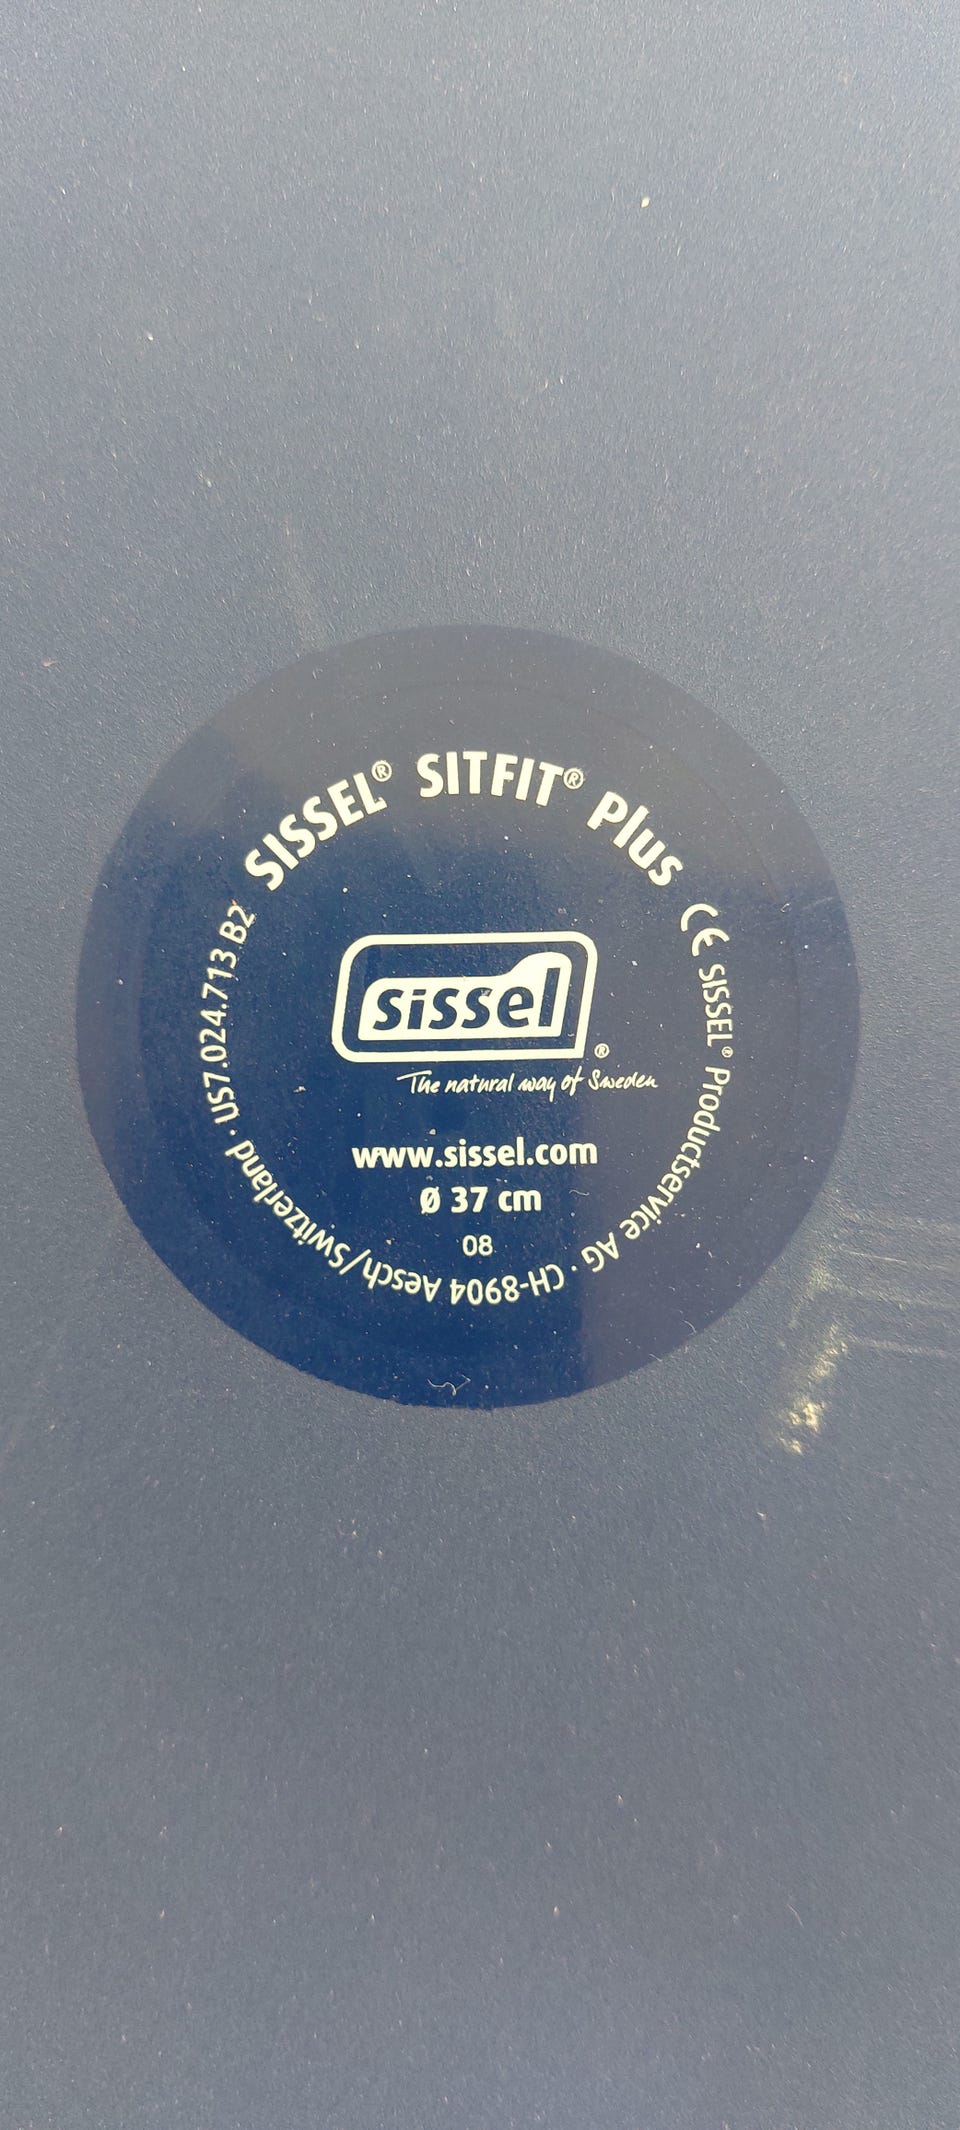 SISSEL® SITFIT® Plus
CE SISSEL® Productservice AG · CH-8904 Aesch/Switzerland · US7.024.713 B2
sissel®
The natural way of Sweden
www.sissel.com
Ø 37 cm
08